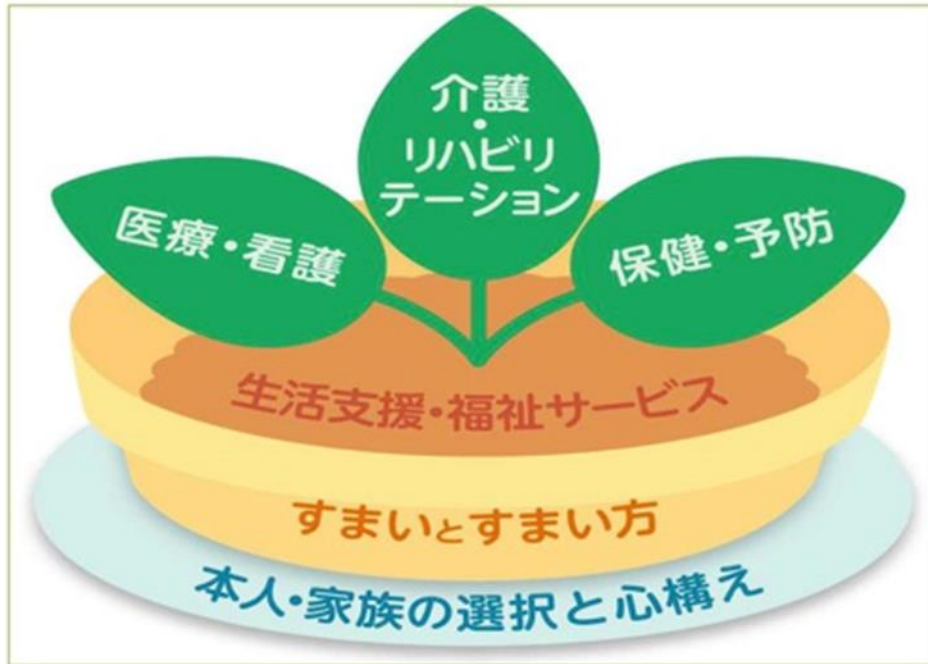 介護
・
リハビリ
テーション
医療・看護
保健・予防
生活支援・福祉サービス
すまいとすまい方
本人・家族の選択と心構え